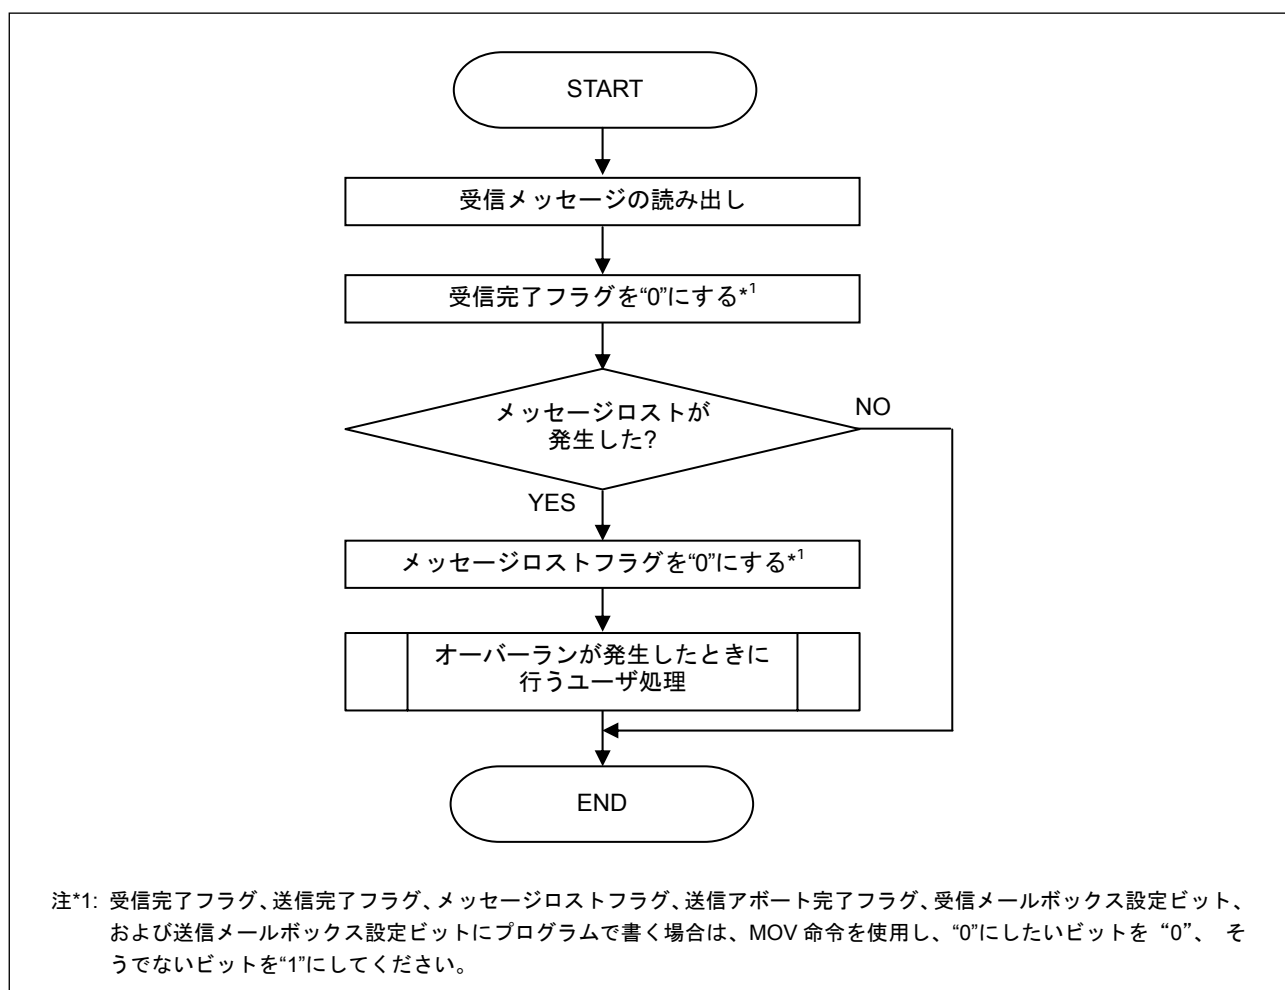 START
受信メッセージの読み出し
受信完了フラグを“0”にする*1
メッセージロストが
発生した?
NO
YES
メッセージロストフラグを“0”にする*1
オーバーランが発生したときに
行うユーザ処理
END
注*1: 受信完了フラグ、送信完了フラグ、メッセージロストフラグ、送信アボート完了フラグ、受信メールボックス設定ビット、
および送信メールボックス設定ビットにプログラムで書く場合は、MOV 命令を使用し、“0”にしたいビットを “0”、 そ
うでないビットを“1”にしてください。